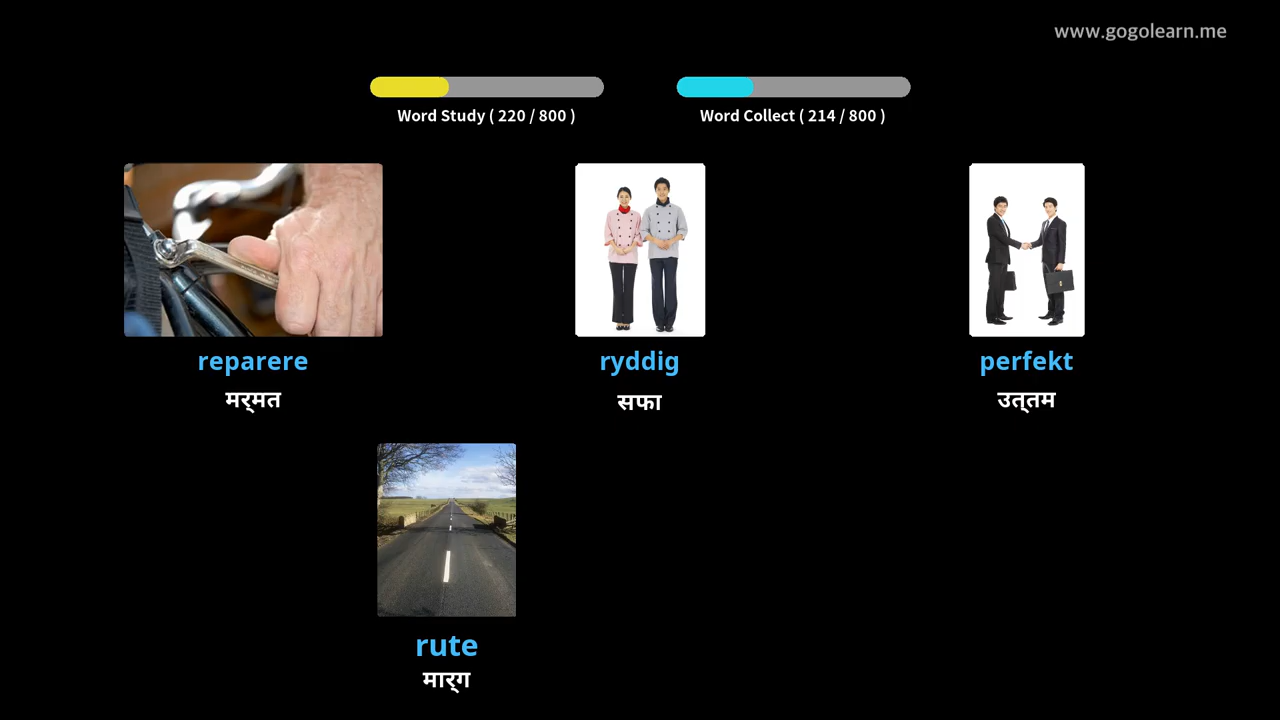 www.gogolearn.me
Word Study ( 220 / 800 )
Word Collect ( 214 / 800 )
reparere
ryddig
perfekt
मर्‍मत
सफा
उत्‍तम
rute
मार्‍ग